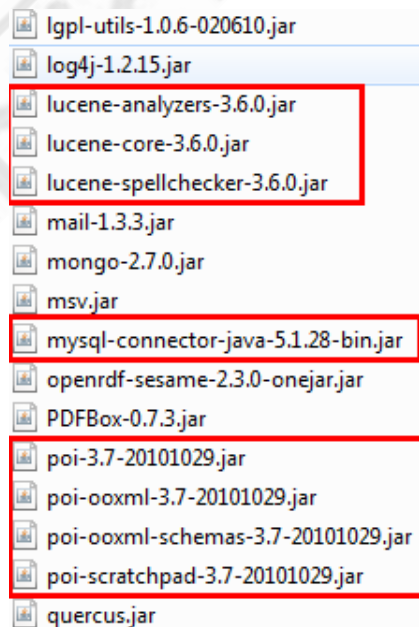 lgpl-utils-1.0.6-020610.jar
log4j-1.2.15.jar
lucene-analyzers-3.6.0.jar
lucene-core-3.6.0.jar
lucene-spellchecker-3.6.0.jar
mail-1.3.3.jar
mongo-2.7.0.jar
msv.jar
mysql-connector-java-5.1.28-bin.jar
openrdf-sesame-2.3.0-onejar.jar
PDFBox-0.7.3.jar
poi-3.7-20101029.jar
poi-ooxml-3.7-20101029.jar
poi-ooxml-schemas-3.7-20101029.jar
poi-scratchpad-3.7-20101029.jar
quercus.jar